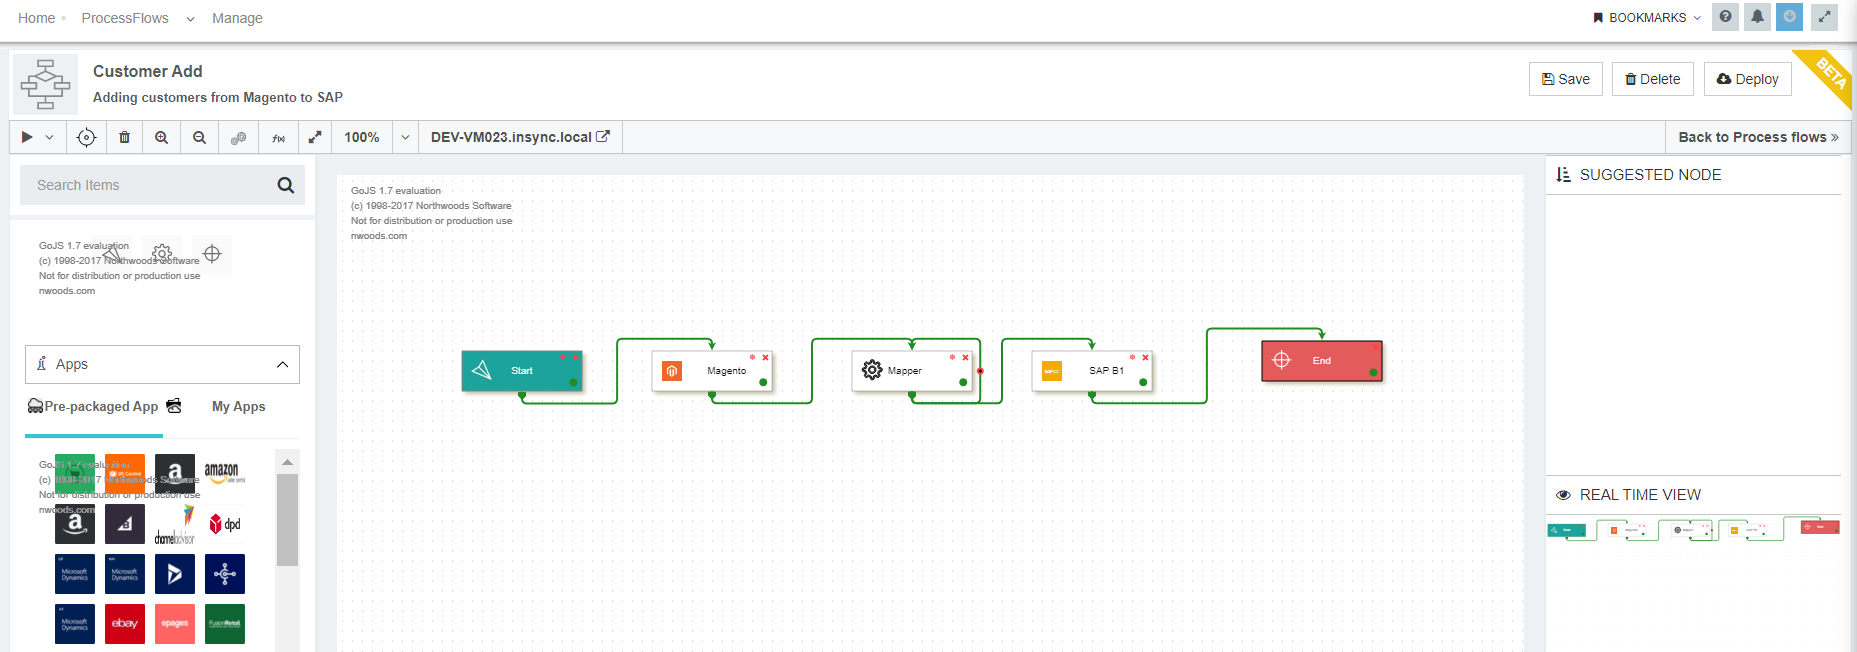 Home ProcessFlows Manage
BOOKMARKS
Customer Add
Adding customers from Magento to SAP
Save Delete Deploy
BETA
f(x) 100% DEV-VM023.insync.local
Back to Process flows »
Search Items
GoJS 1.7 evaluation
(c) 1998-2017 Northwoods Software
Not for distribution or production use
nwoods.com
Apps
Pre-packaged App My Apps
GoJS 1.7 evaluation
(c) 1998-2017 Northwoods Software
Not for distribution or production use
nwoods.com
a amazon
a channeladvisor dpd
Microsoft Dynamics
Microsoft Dynamics
Microsoft Dynamics
ebay epages FusionRetail
GoJS 1.7 evaluation
(c) 1998-2017 Northwoods Software
Not for distribution or production use
nwoods.com
Start
Magento
Mapper
SAP B1
End
SUGGESTED NODE
REAL TIME VIEW